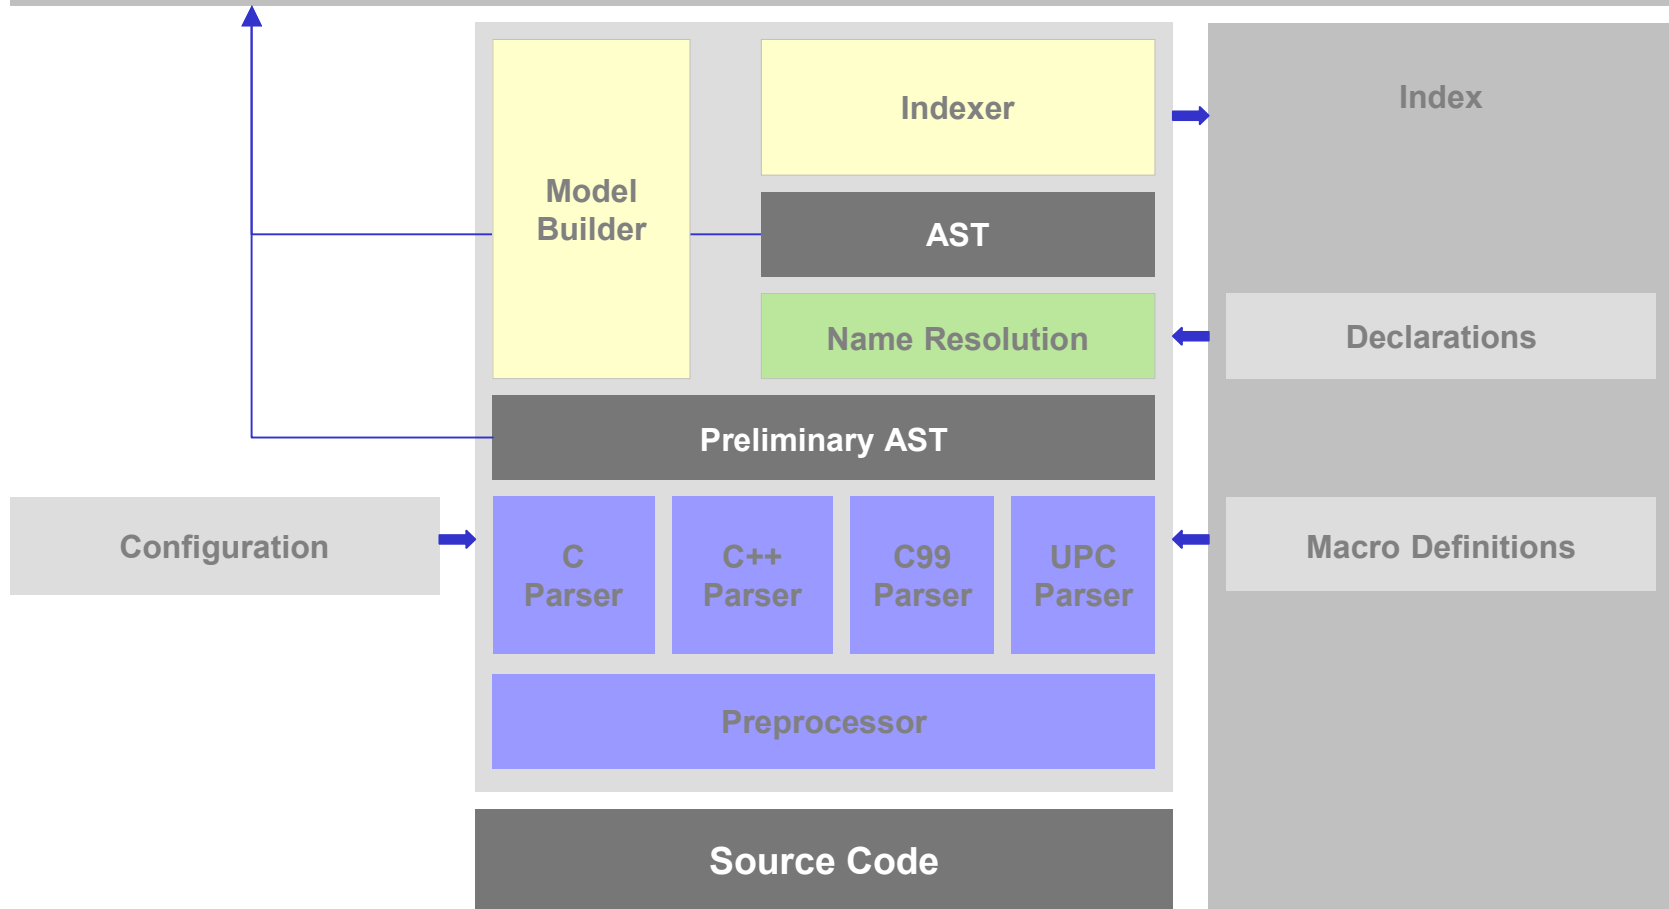 Indexer
Index
Model
Builder
AST
Name Resolution
Declarations
Preliminary AST
Configuration
C
Parser
C++
Parser
C99
Parser
UPC
Parser
Macro Definitions
Preprocessor
Source Code